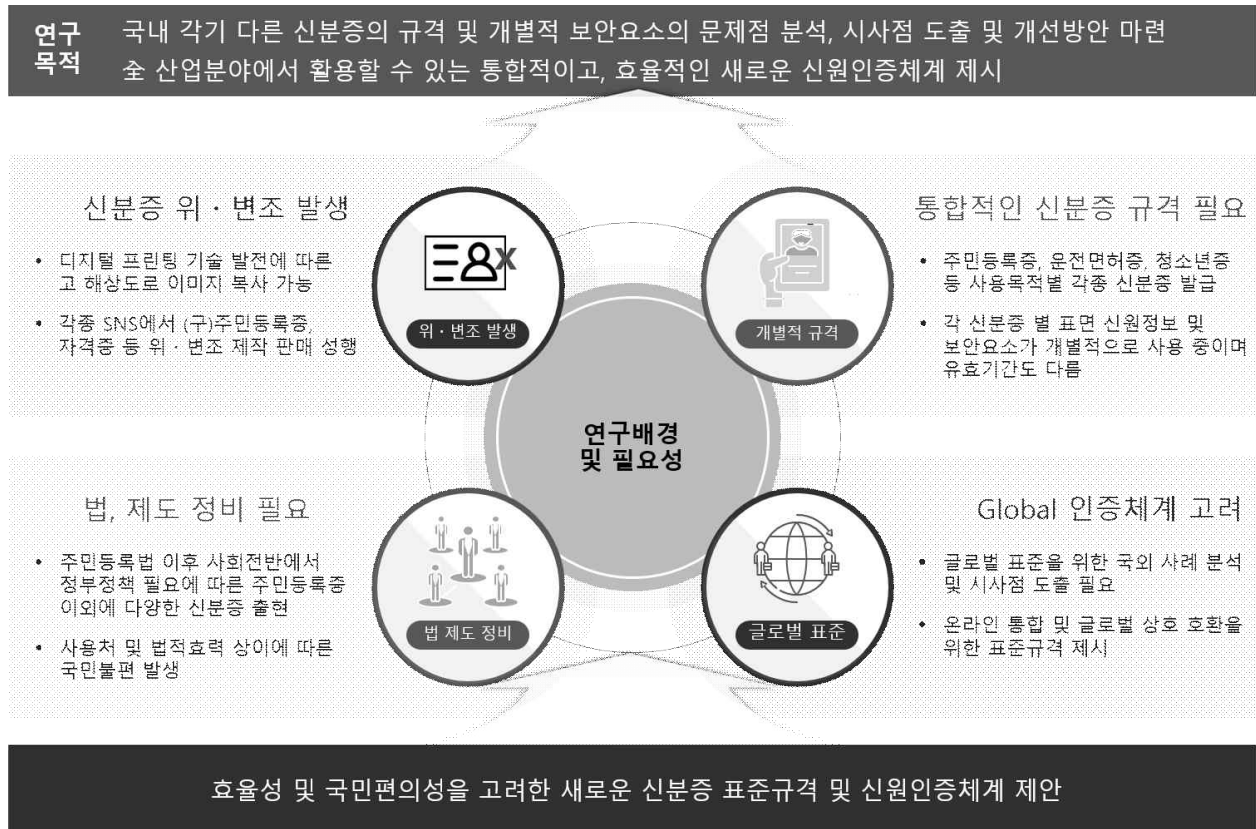 연구
목적
국내 각기 다른 신분증의 규격 및 개별적 보안요소의 문제점 분석, 시사점 도출 및 개선방안 마련
全 산업분야에서 활용할 수 있는 통합적이고, 효율적인 새로운 신원인증체계 제시
신분증 위 · 변조 발생
• 디지털 프린팅 기술 발전에 따른
고 해상도로 이미지 복사 가능
• 각종 SNS에서 (구)주민등록증,
자격증 등 위 · 변조 제작 판매 성행
X
위 · 변조 발생
개별적 규격
통합적인 신분증 규격 필요
• 주민등록증, 운전면허증, 청소년증
등 사용목적별 각종 신분증 발급
• 각 신분증 별 표면 신원정보 및
보안요소가 개별적으로 사용 중이며
유효기간도 다름
연구배경
및 필요성
법, 제도 정비 필요
• 주민등록법 이후 사회전반에서
정부정책 필요에 따른 주민등록증
이외에 다양한 신분증 출현
• 사용처 및 법적효력 상이에 따른
국민불편 발생
법 제도 정비
글로벌 표준
Global 인증체계 고려
• 글로벌 표준을 위한 국외 사례 분석
및 시사점 도출 필요
• 온라인 통합 및 글로벌 상호 호환을
위한 표준규격 제시
효율성 및 국민편의성을 고려한 새로운 신분증 표준규격 및 신원인증체계 제안